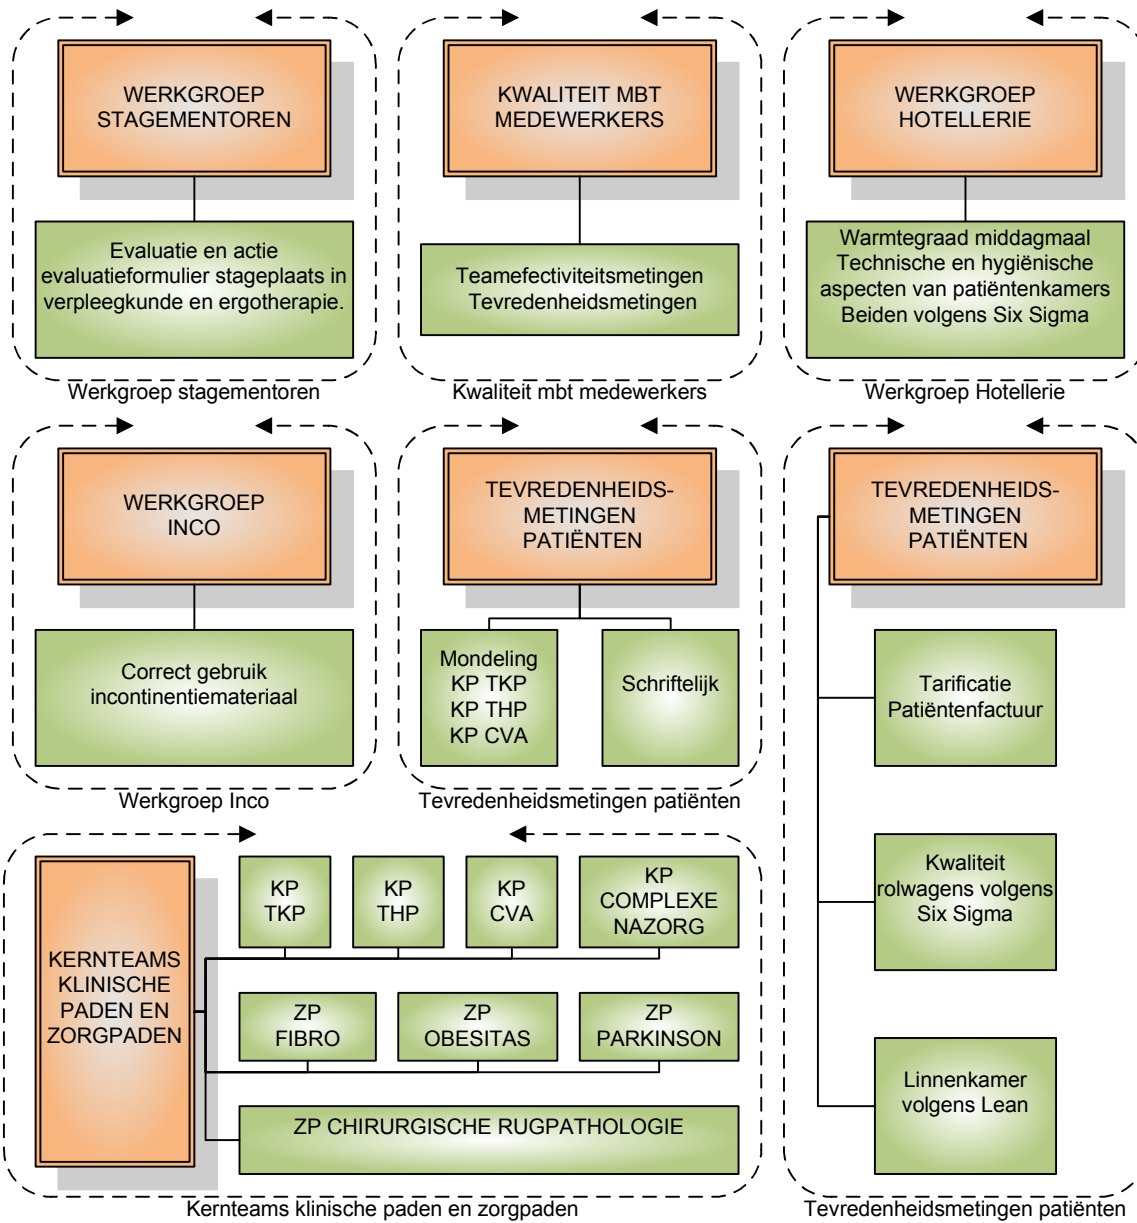 WERKGROEP
STAGEMENTOREN
Evaluatie en actie
evaluatieformulier stageplaats in
verpleegkunde en ergotherapie.
Werkgroep stagementoren
KWALITEIT MBT
MEDEWERKERS
Teamefectiviteitsmetingen
Tevredenheidsmetingen
Kwaliteit mbt medewerkers
WERKGROEP
HOTELLERIE
Warmtegraad middagmaal
Technische en hygiënische
aspecten van patiëntenkamers
Beiden volgens Six Sigma
Werkgroep Hotellerie
WERKGROEP
INCO
Correct gebruik
incontinentiemateriaal
Werkgroep Inco
TEVREDENHEIDS-
METINGEN
PATIËNTEN
Mondeling
KP TKP
KP THP
KP CVA
Schriftelijk
Tevredenheidsmetingen patiënten
TEVREDENHEIDS-
METINGEN
PATIËNTEN
Tarificatie
Patiëntenfactuur
Kwaliteit
rolwagens volgens
Six Sigma
Linnenkamer
volgens Lean
Tevredenheidsmetingen patiënten
KERNTEAMS
KLINISCHE
PADEN EN
ZORGPADEN
KP
TKP
KP
THP
KP
CVA
KP
COMPLEXE
NAZORG
ZP
FIBRO
ZP
OBESITAS
ZP
PARKINSON
ZP CHIRURGISCHE RUGPATHOLOGIE
Kernteams klinische paden en zorgpaden